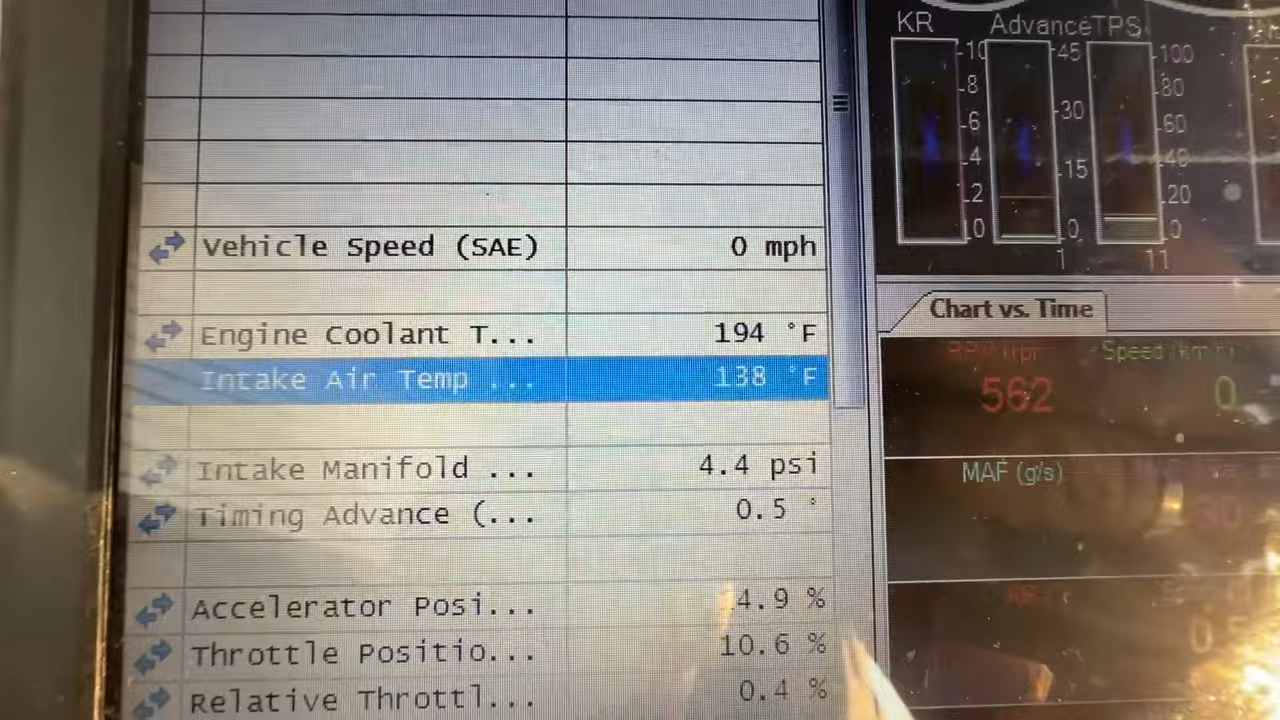 Vehicle Speed (SAE) 0 mph
Engine Coolant T... 194 °F
Intake Air Temp ... 138 °F
Intake Manifold ... 4.4 psi
Timing Advance (... 0.5 °
Accelerator Posi... 4.9 %
Throttle Positio... 10.6 %
Relative Throttl... 0.4 %
KR Advance TPS
10 45 100
8 80
30
6 60
4 40
15
2 20
0 0 0
1 11
Chart vs. Time
562 0
MAF (g/s)
30